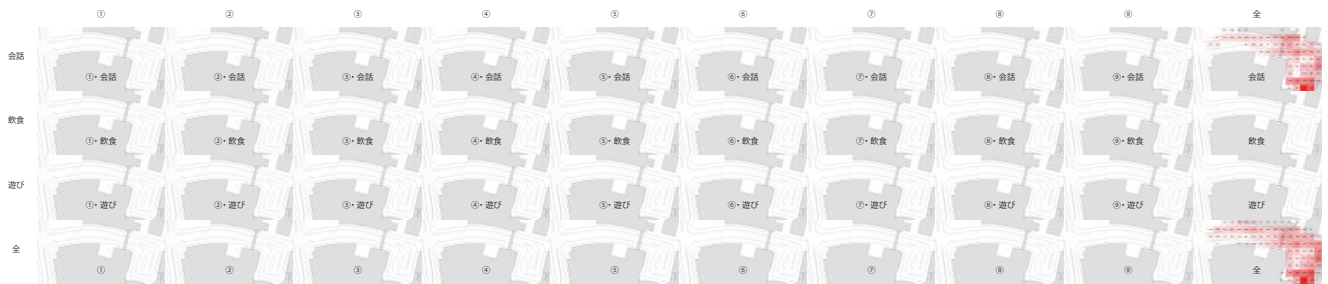 ① ② ③ ④ ⑤ ⑥ ⑦ ⑧ ⑨ 全
会話
①・会話 ②・会話 ③・会話 ④・会話 ⑤・会話 ⑥・会話 ⑦・会話 ⑧・会話 ⑨・会話 会話
飲食
①・飲食 ②・飲食 ③・飲食 ④・飲食 ⑤・飲食 ⑥・飲食 ⑦・飲食 ⑧・飲食 ⑨・飲食 飲食
遊び
①・遊び ②・遊び ③・遊び ④・遊び ⑤・遊び ⑥・遊び ⑦・遊び ⑧・遊び ⑨・遊び 遊び
全
① ② ③ ④ ⑤ ⑥ ⑦ ⑧ ⑨ 全